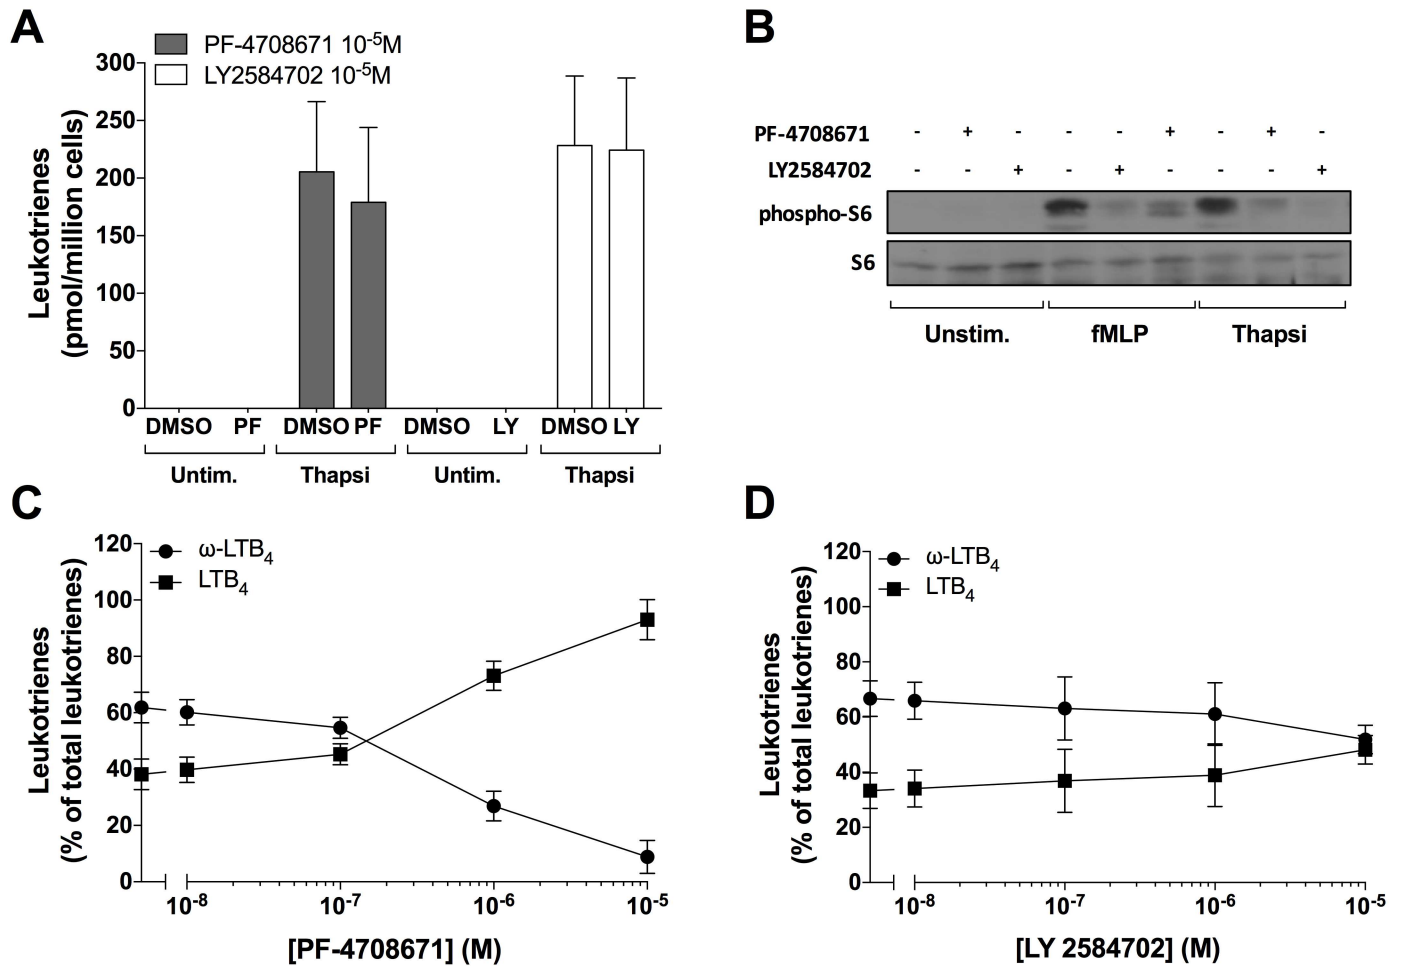 A
PF-4708671 10⁻⁵M
LY2584702 10⁻⁵M
Leukotrienes
(pmol/million cells)
300
250
200
150
100
50
0
DMSO PF DMSO PF DMSO LY DMSO LY
Untim. Thapsi Untim. Thapsi
B
PF-4708671 - + - - - + - + -
LY2584702 - - + - + - - - +
phospho-S6
S6
Unstim. fMLP Thapsi
C
ω-LTB₄
LTB₄
Leukotrienes
(% of total leukotrienes)
120
100
80
60
40
20
0
10⁻⁸ 10⁻⁷ 10⁻⁶ 10⁻⁵
[PF-4708671] (M)
D
ω-LTB₄
LTB₄
Leukotrienes
(% of total leukotrienes)
120
100
80
60
40
20
0
10⁻⁸ 10⁻⁷ 10⁻⁶ 10⁻⁵
[LY 2584702] (M)